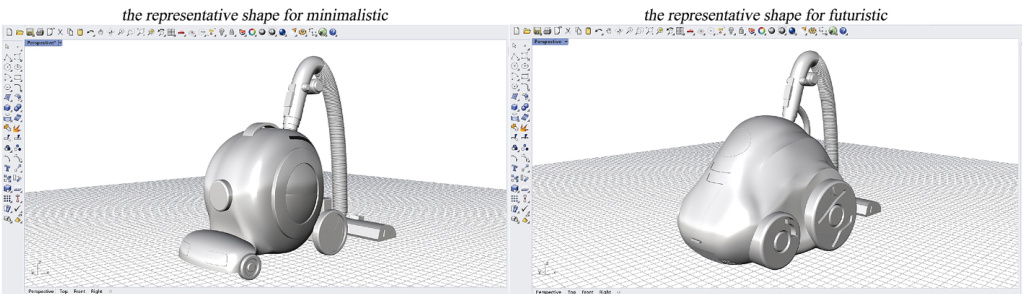 the representative shape for minimalistic
the representative shape for futuristic
Perspective
Perspective
Perspective Top Front Right
Perspective Top Front Right